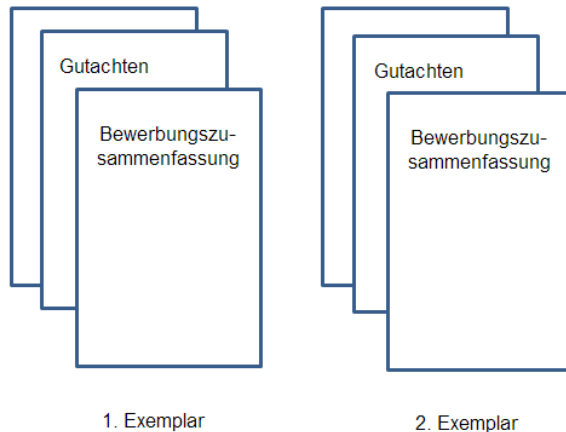 Gutachten
Bewerbungszu-
sammenfassung
1. Exemplar
Gutachten
Bewerbungszu-
sammenfassung
2. Exemplar